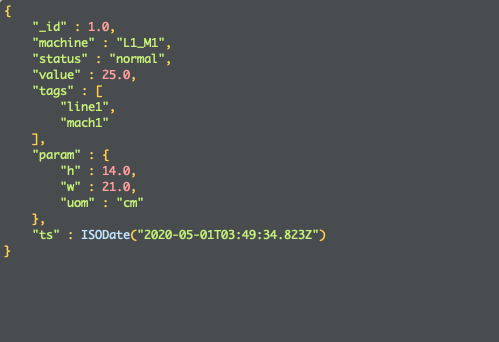 {
    "_id" : 1.0,
    "machine" : "L1_M1",
    "status" : "normal",
    "value" : 25.0,
    "tags" : [
        "line1",
        "mach1"
    ],
    "param" : {
        "h" : 14.0,
        "w" : 21.0,
        "uom" : "cm"
    },
    "ts" : ISODate("2020-05-01T03:49:34.823Z")
}